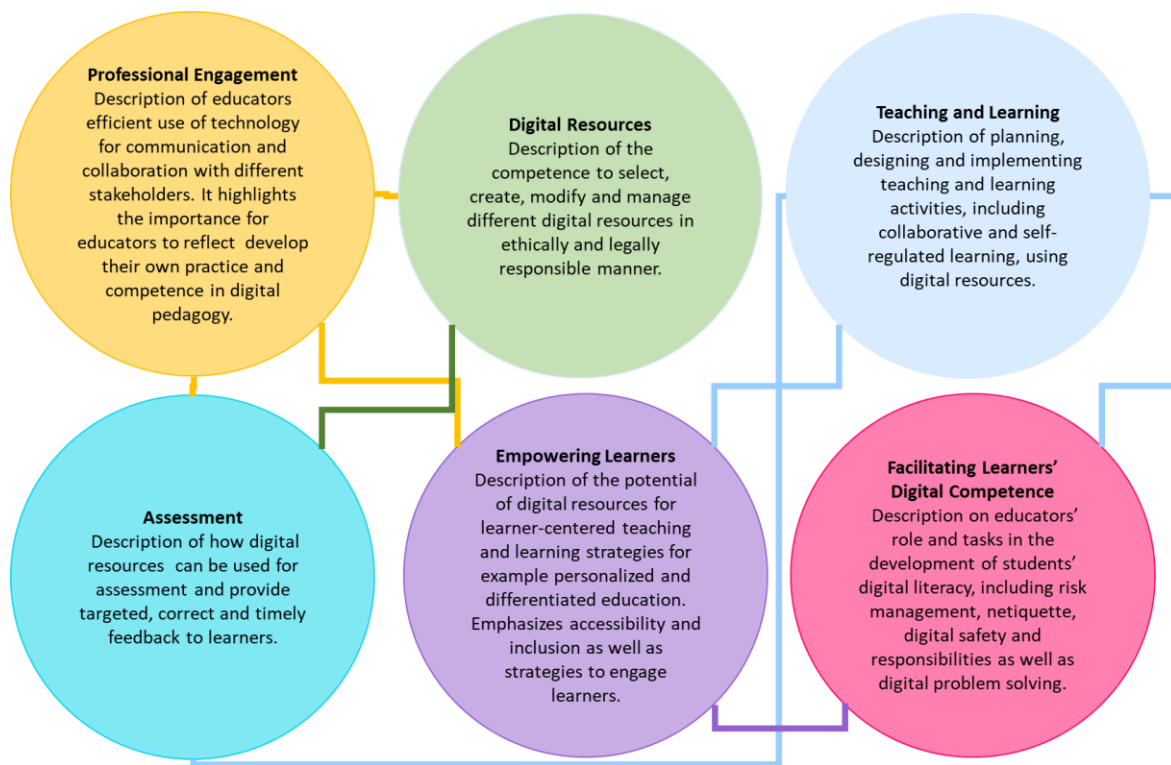 Professional Engagement
Description of educators
efficient use of technology
for communication and
collaboration with different
stakeholders. It highlights
the importance for
educators to reflect develop
their own practice and
competence in digital
pedagogy.
Digital Resources
Description of the
competence to select,
create, modify and manage
different digital resources in
ethically and legally
responsible manner.
Teaching and Learning
Description of planning,
designing and implementing
teaching and learning
activities, including
collaborative and self-
regulated learning, using
digital resources.
Assessment
Description of how digital
resources can be used for
assessment and provide
targeted, correct and timely
feedback to learners.
Empowering Learners
Description of the potential
of digital resources for
learner-centered teaching
and learning strategies for
example personalized and
differentiated education.
Emphasizes accessibility and
inclusion as well as
strategies to engage
learners.
Facilitating Learners’
Digital Competence
Description on educators’
role and tasks in the
development of students’
digital literacy, including risk
management, netiquette,
digital safety and
responsibilities as well as
digital problem solving.